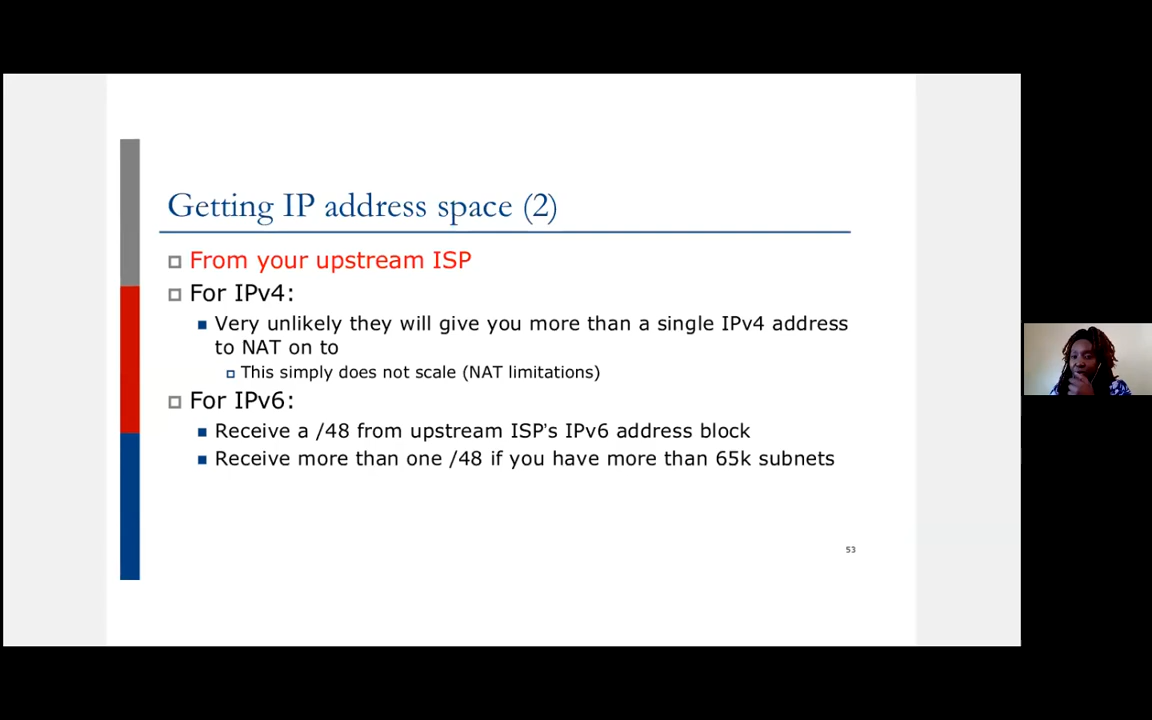 Getting IP address space (2)
From your upstream ISP
For IPv4:
Very unlikely they will give you more than a single IPv4 address
to NAT on to
This simply does not scale (NAT limitations)
For IPv6:
Receive a /48 from upstream ISP's IPv6 address block
Receive more than one /48 if you have more than 65k subnets
53